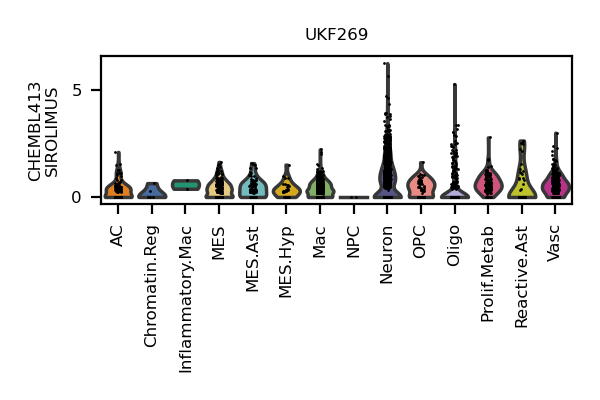 UKF269
CHEMBL413
SIROLIMUS
5
0
AC
Chromatin.Reg
Inflammatory.Mac
MES
MES.Ast
MES.Hyp
Mac
NPC
Neuron
OPC
Oligo
Prolif.Metab
Reactive.Ast
Vasc